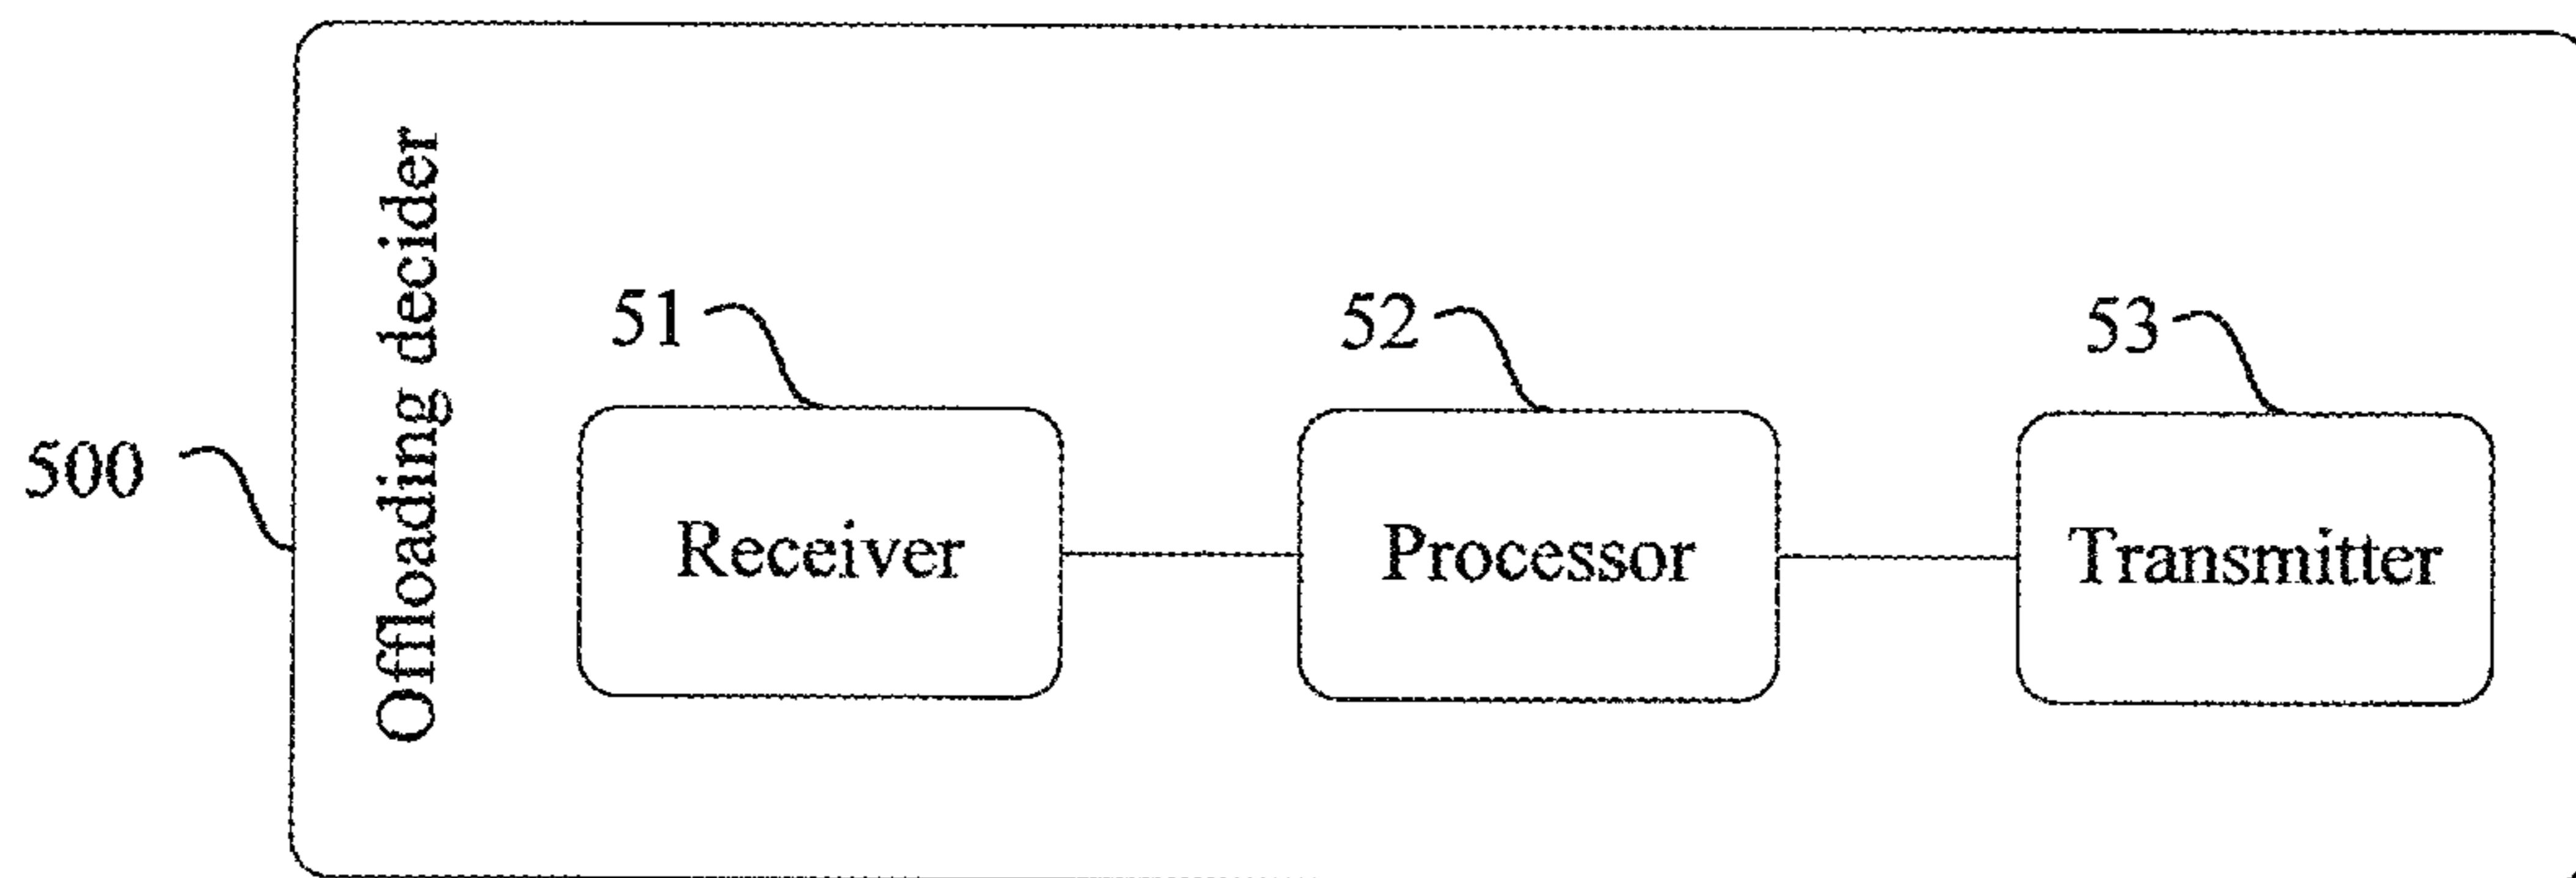 Offloading decider
500
51
52
53
Receiver
Processor
Transmitter